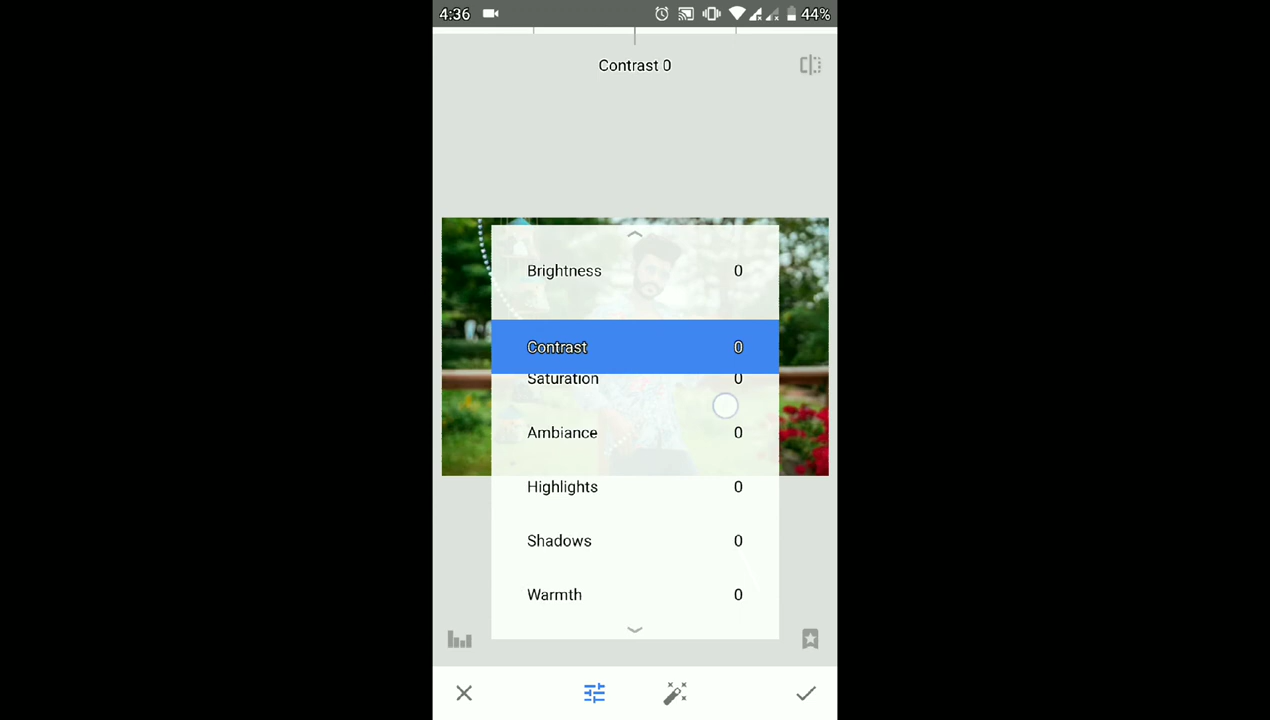 4:36 44%
Contrast 0
Brightness 0
Contrast 0
Saturation 0
Ambiance 0
Highlights 0
Shadows 0
Warmth 0